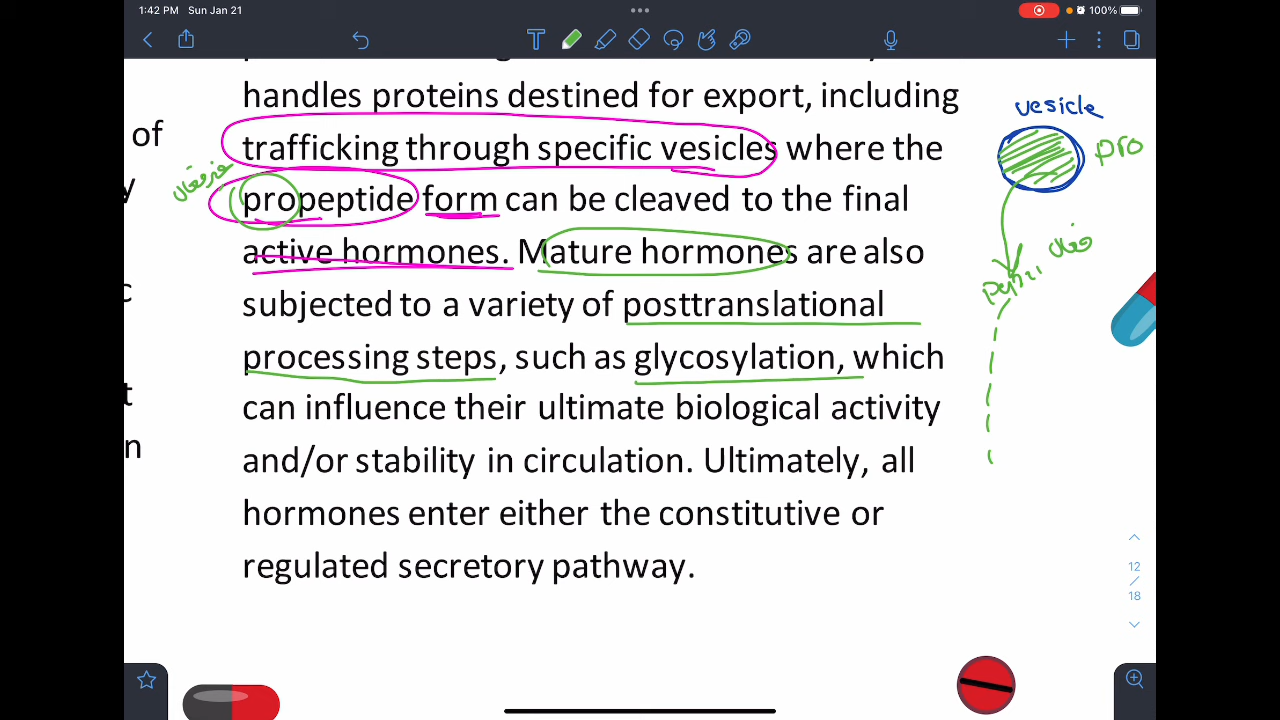 1:42 PM Sun Jan 21
100%
handles proteins destined for export, including
trafficking through specific vesicles where the
propeptide form can be cleaved to the final
active hormones. Mature hormones are also
subjected to a variety of posttranslational
processing steps, such as glycosylation, which
can influence their ultimate biological activity
and/or stability in circulation. Ultimately, all
hormones enter either the constitutive or
regulated secretory pathway.
of
y
c
t
n
vesicle
pro
12
/
18